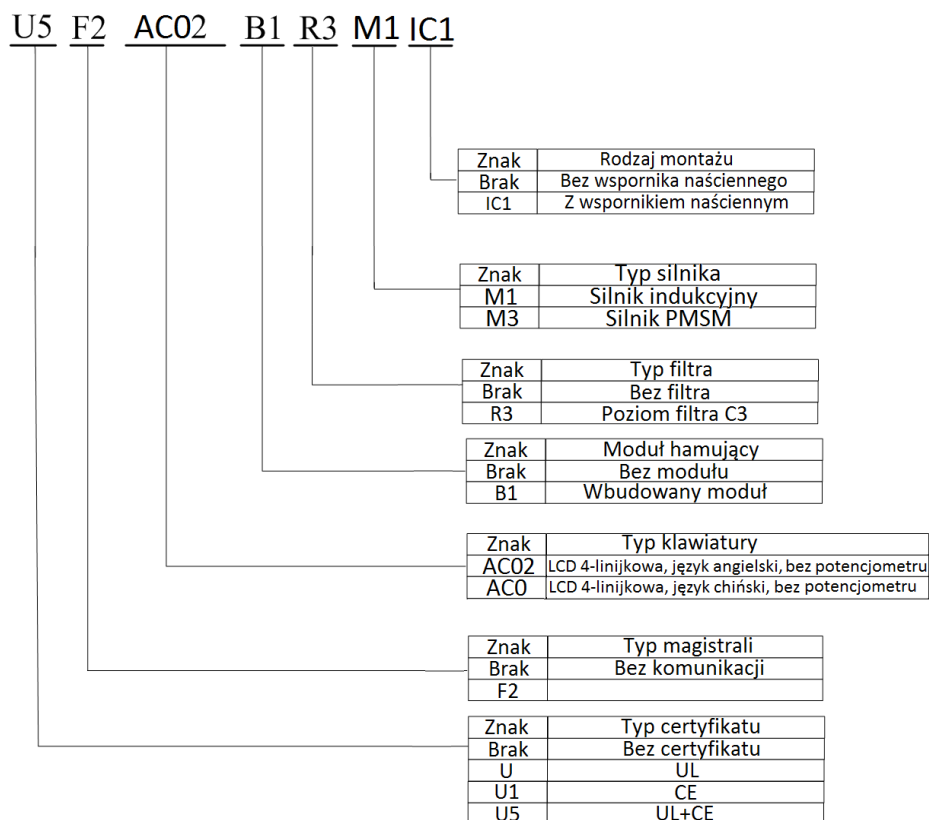 U5 F2 AC02 B1 R3 M1 IC1
Znak Rodzaj montażu
Brak Bez wspornika naściennego
IC1 Z wspornikiem naściennym
Znak Typ silnika
M1 Silnik indukcyjny
M3 Silnik PMSM
Znak Typ filtra
Brak Bez filtra
R3 Poziom filtra C3
Znak Moduł hamujący
Brak Bez modułu
B1 Wbudowany moduł
Znak Typ klawiatury
AC02 LCD 4-linijkowa, język angielski, bez potencjometru
AC0 LCD 4-linijkowa, język chiński, bez potencjometru
Znak Typ magistrali
Brak Bez komunikacji
F2
Znak Typ certyfikatu
Brak Bez certyfikatu
U UL
U1 CE
U5 UL+CE